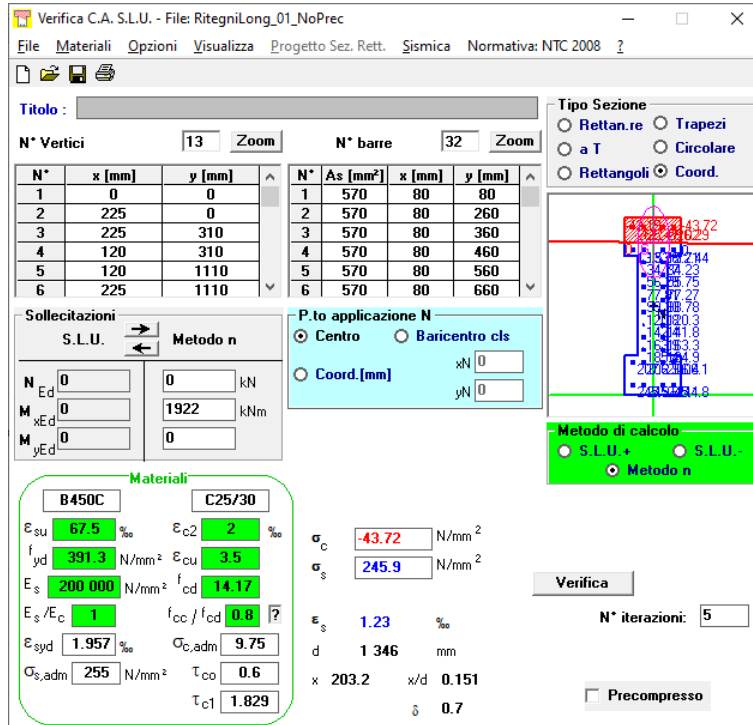 Verifica C.A. S.L.U. - File: RitegniLong_01_NoPrec
File Materiali Opzioni Visualizza Progetto Sez. Rett. Sismica Normativa: NTC 2008 ?
Titolo :
N° Vertici 13 Zoom N° barre 32 Zoom
N° x [mm] y [mm]
1 0 0
2 225 0
3 225 310
4 120 310
5 120 1110
6 225 1110
N° As [mm²] x [mm] y [mm]
1 570 80 80
2 570 80 260
3 570 80 360
4 570 80 460
5 570 80 560
6 570 80 660
Tipo Sezione
Rettan.re Trapezi
a T Circolare
Rettangoli Coord.
Sollecitazioni
S.L.U. Metodo n
N Ed 0 0 kN
M xEd 0 1922 kNm
M yEd 0 0
P.to applicazione N
Centro Baricentro cls
Coord.[mm] xN 0
yN 0
N
Metodo di calcolo
S.L.U.+ S.L.U.-
Metodo n
Materiali
B450C C25/30
εsu 67.5 ‰ εc2 2 ‰
fyd 391.3 N/mm² εcu 3.5
Es 200 000 N/mm² fcd 14.17
Es/Ec 1 fcc / fcd 0.8 ?
εsyd 1.957 ‰ σc,adm 9.75
σs,adm 255 N/mm² τco 0.6
τc1 1.829
σc -43.72 N/mm²
σs 245.9 N/mm²
εs 1.23 ‰
d 1 346 mm
x 203.2 x/d 0.151
δ 0.7
Verifica
N° iterazioni: 5
Precompresso